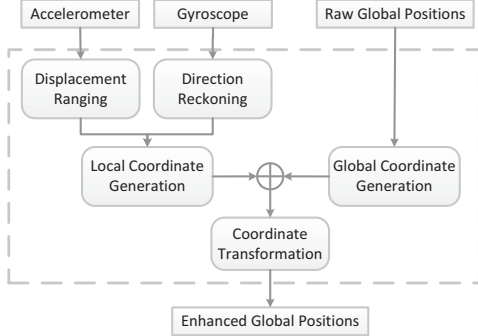 Accelerometer
Gyroscope
Raw Global Positions
Displacement
Ranging
Direction
Reckoning
Local Coordinate
Generation
Global Coordinate
Generation
Coordinate
Transformation
Enhanced Global Positions